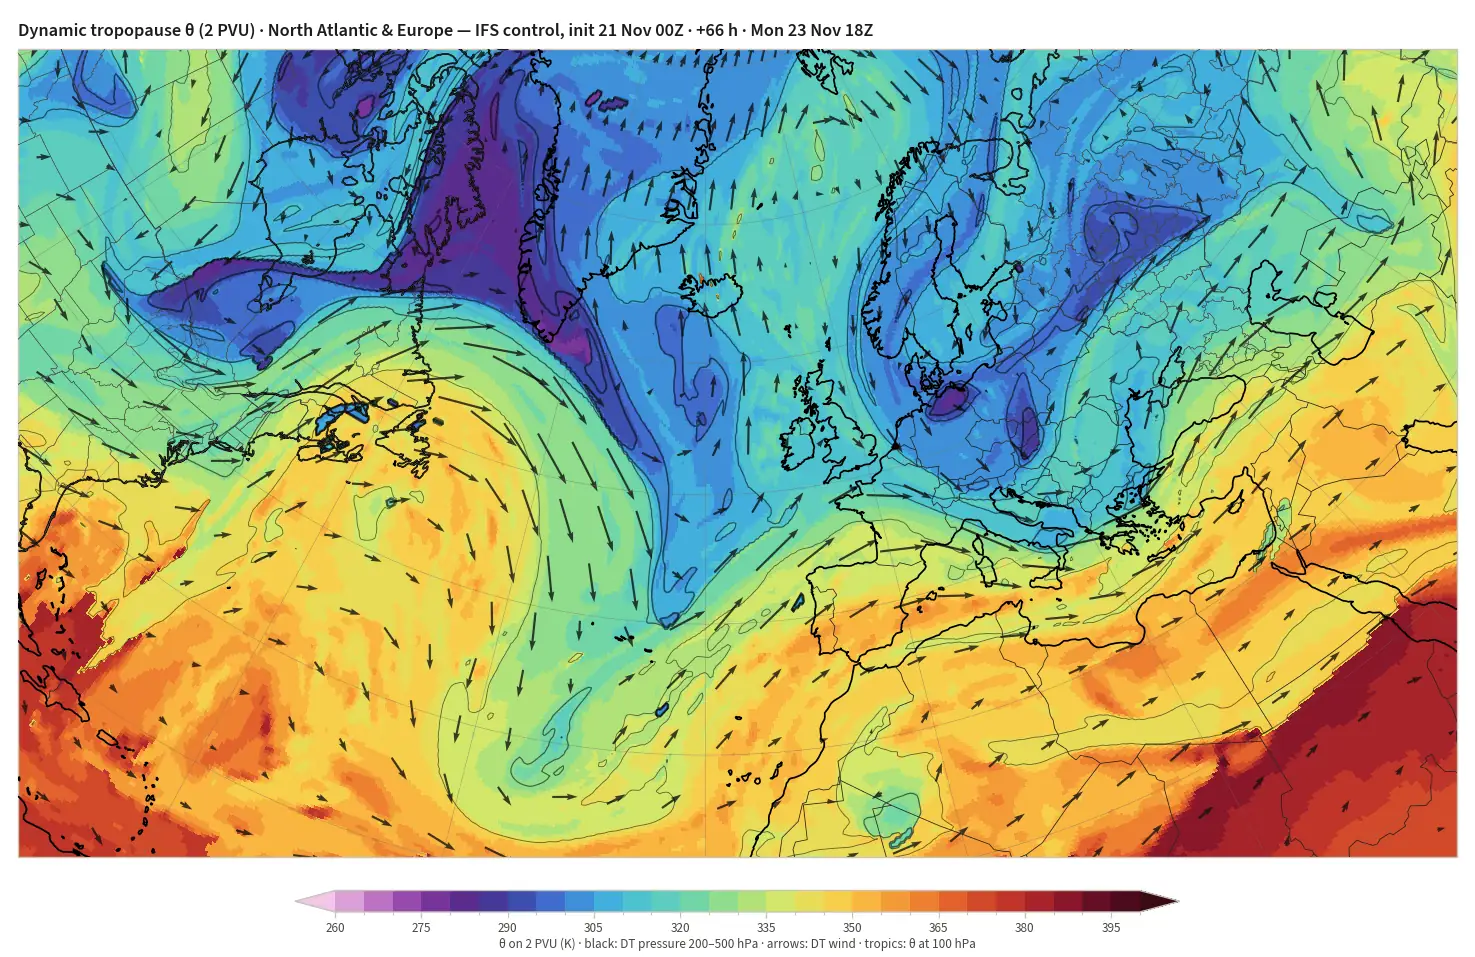 Dynamic tropopause θ (2 PVU) · North Atlantic & Europe — IFS control, init 21 Nov 00Z · +66 h · Mon 23 Nov 18Z
260 275 290 305 320 335 350 365 380 395
θ on 2 PVU (K) · black: DT pressure 200–500 hPa · arrows: DT wind · tropics: θ at 100 hPa